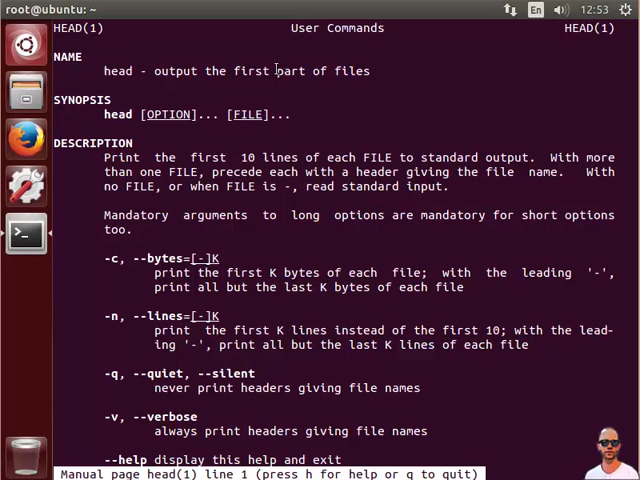 root@ubuntu: ~ En 12:53
HEAD(1) User Commands HEAD(1)
NAME
head - output the first part of files
SYNOPSIS
head [OPTION]... [FILE]...
DESCRIPTION
Print the first 10 lines of each FILE to standard output. With more
than one FILE, precede each with a header giving the file name. With
no FILE, or when FILE is -, read standard input.
Mandatory arguments to long options are mandatory for short options
too.
-c, --bytes=[-]K
print the first K bytes of each file; with the leading '-',
print all but the last K bytes of each file
-n, --lines=[-]K
print the first K lines instead of the first 10; with the lead-
ing '-', print all but the last K lines of each file
-q, --quiet, --silent
never print headers giving file names
-v, --verbose
always print headers giving file names
--help display this help and exit
Manual page head(1) line 1 (press h for help or q to quit)